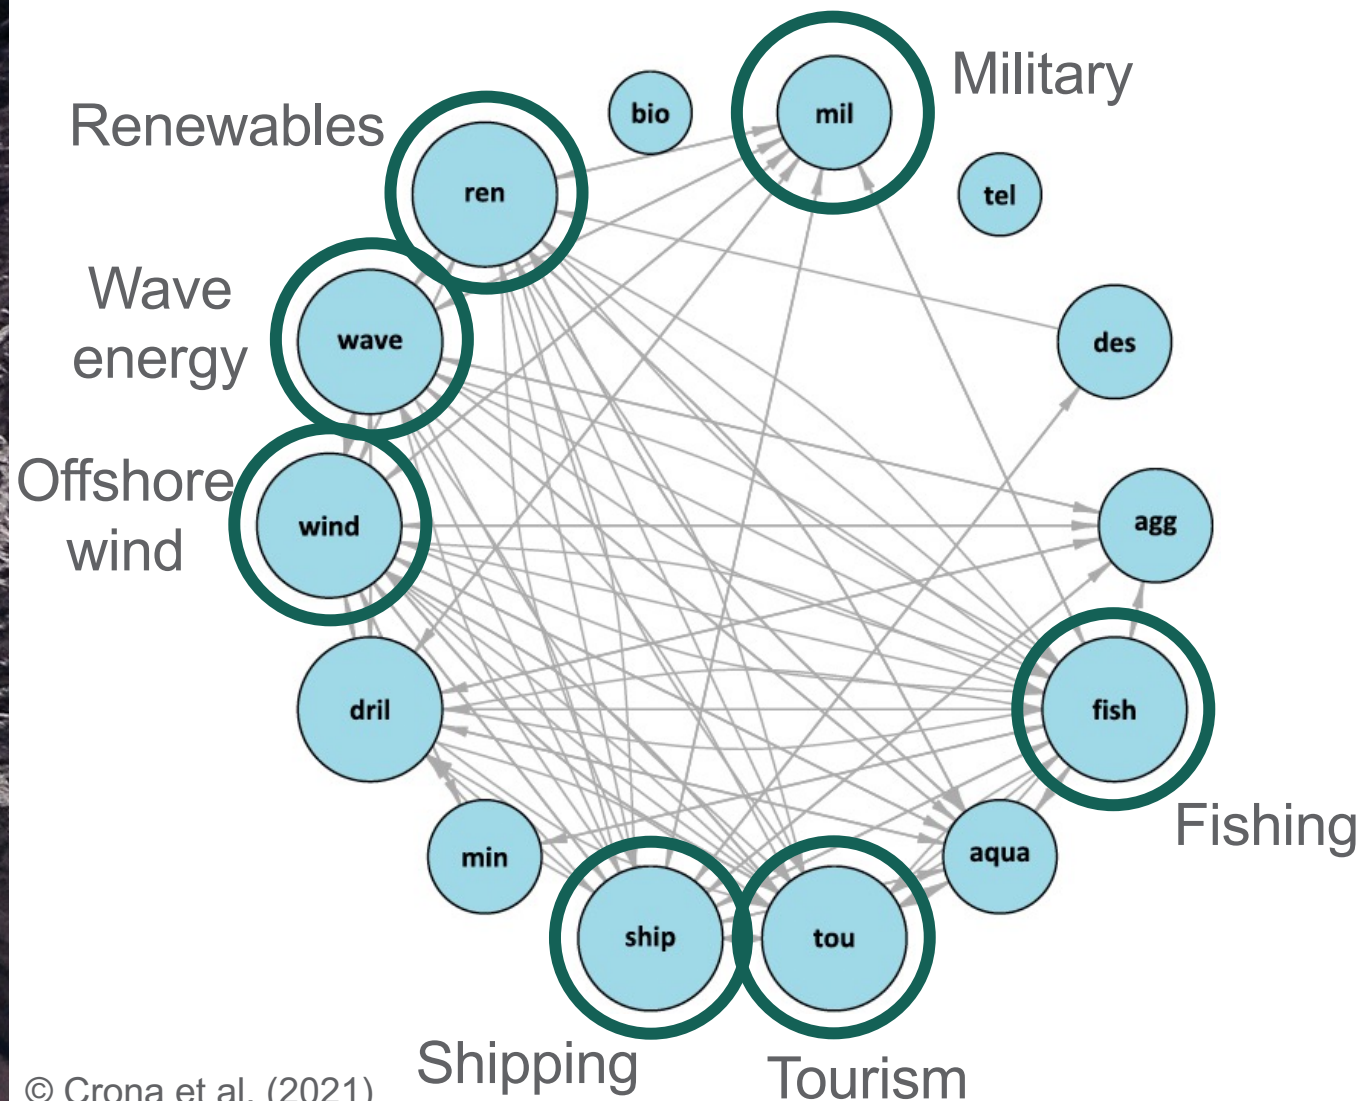 Military
bio
mil
Renewables
ren
tel
Wave
energy
wave
des
Offshore
wind
wind
agg
dril
fish
Fishing
min
aqua
ship
tou
Shipping
Tourism
© Crona et al. (2021)